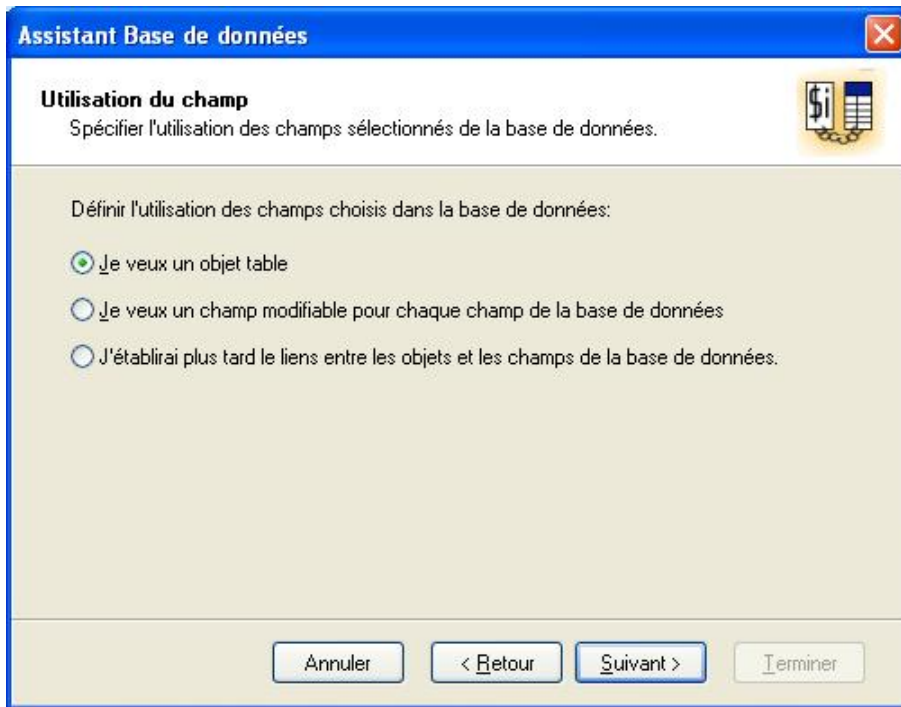 Assistant Base de données
Utilisation du champ
Spécifier l'utilisation des champs sélectionnés de la base de données.
$i
Définir l'utilisation des champs choisis dans la base de données:
Je veux un objet table
Je veux un champ modifiable pour chaque champ de la base de données
J'établirai plus tard le liens entre les objets et les champs de la base de données.
Annuler
< Retour
Suivant >
Terminer